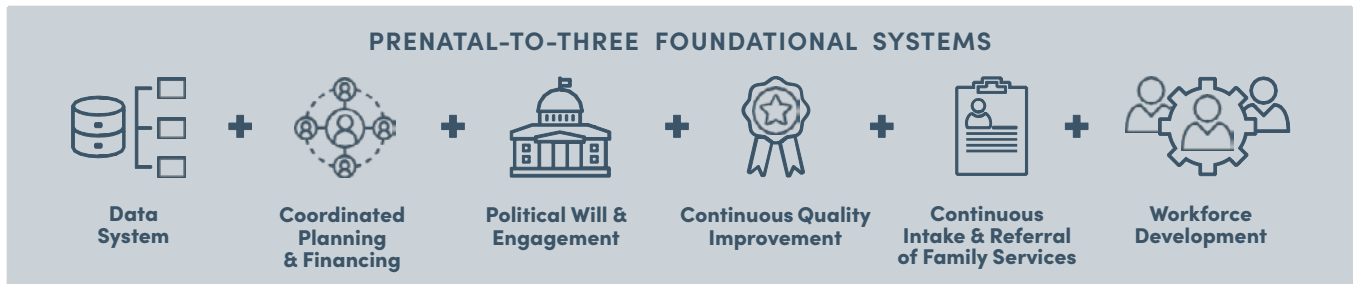 PRENATAL-TO-THREE FOUNDATIONAL SYSTEMS
Data
System
Coordinated
Planning
& Financing
Political Will &
Engagement
Continuous Quality
Improvement
Continuous
Intake & Referral
of Family Services
Workforce
Development